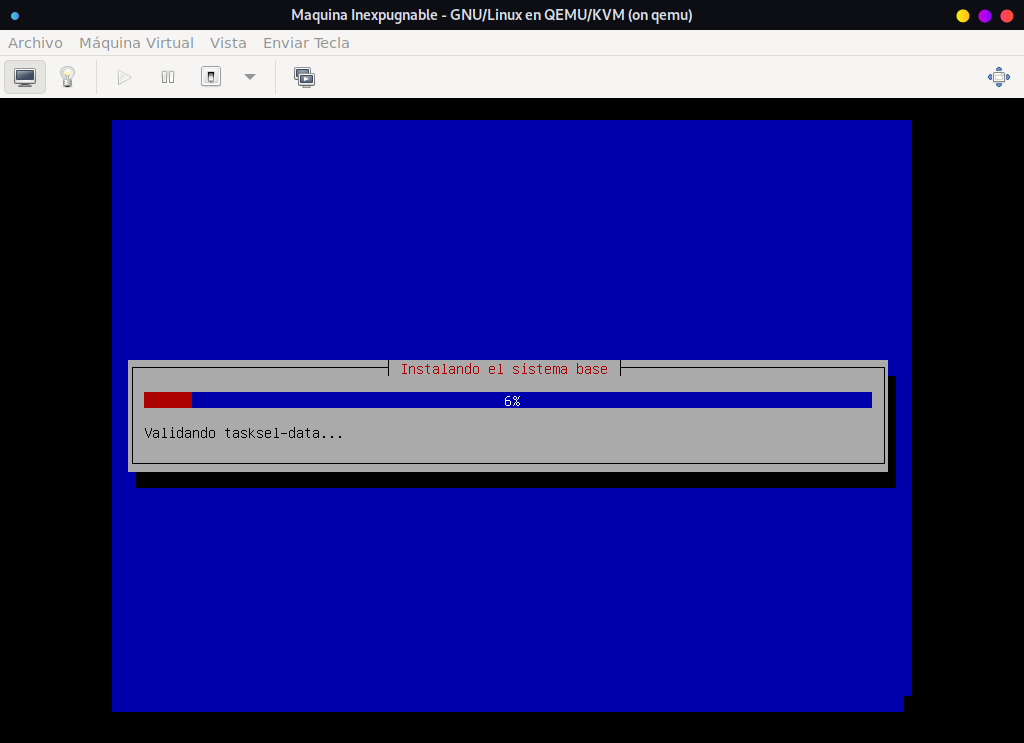 Maquina Inexpugnable - GNU/Linux en QEMU/KVM (on qemu)
Archivo Máquina Virtual Vista Enviar Tecla
Instalando el sistema base
6%
Validando tasksel-data...